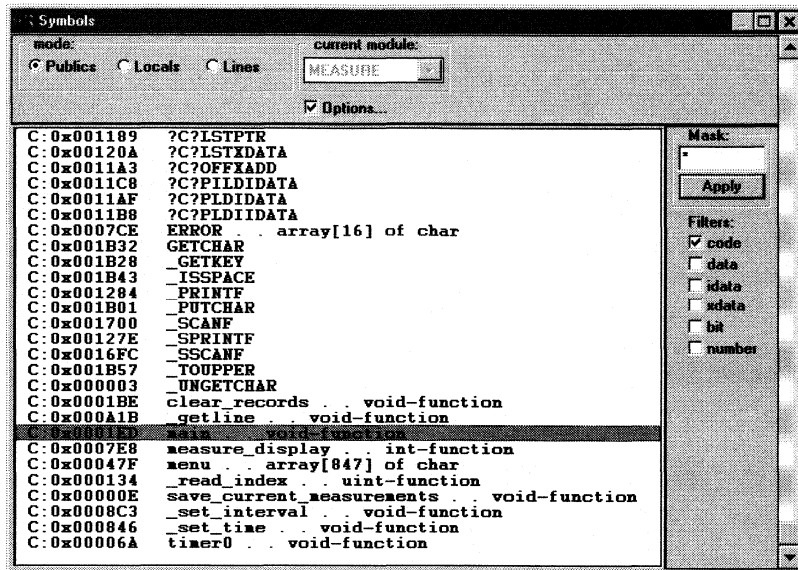 Symbols
mode:
Publics Locals Lines
current module:
MEASURE
Options...
C:0x001189 ?C?LSTPTR
C:0x00120A ?C?LSTXDATA
C:0x0011A3 ?C?OFFXADD
C:0x0011C8 ?C?PILDIDATA
C:0x0011AF ?C?PLDIDATA
C:0x0011B8 ?C?PLDIIDATA
C:0x0007CE ERROR . . array[16] of char
C:0x001B32 GETCHAR
C:0x001B28 _GETKEY
C:0x001B43 _ISSPACE
C:0x001284 _PRINTF
C:0x001B01 _PUTCHAR
C:0x001700 _SCANF
C:0x00127E _SPRINTF
C:0x0016FC _SSCANF
C:0x001B57 _TOUPPER
C:0x000003 _UNGETCHAR
C:0x0001BE clear_records . . void-function
C:0x000A1B _getline . . void-function
C:0x0001ED main . . void-function
C:0x0007E8 measure_display . . int-function
C:0x00047F menu . . array[847] of char
C:0x000134 _read_index . . uint-function
C:0x00000E save_current_measurements . . void-function
C:0x0008C3 _set_interval . . void-function
C:0x000846 _set_time . . void-function
C:0x00006A timer0 . . void-function
Mask:
*
Apply
Filters:
code
data
idata
xdata
bit
number